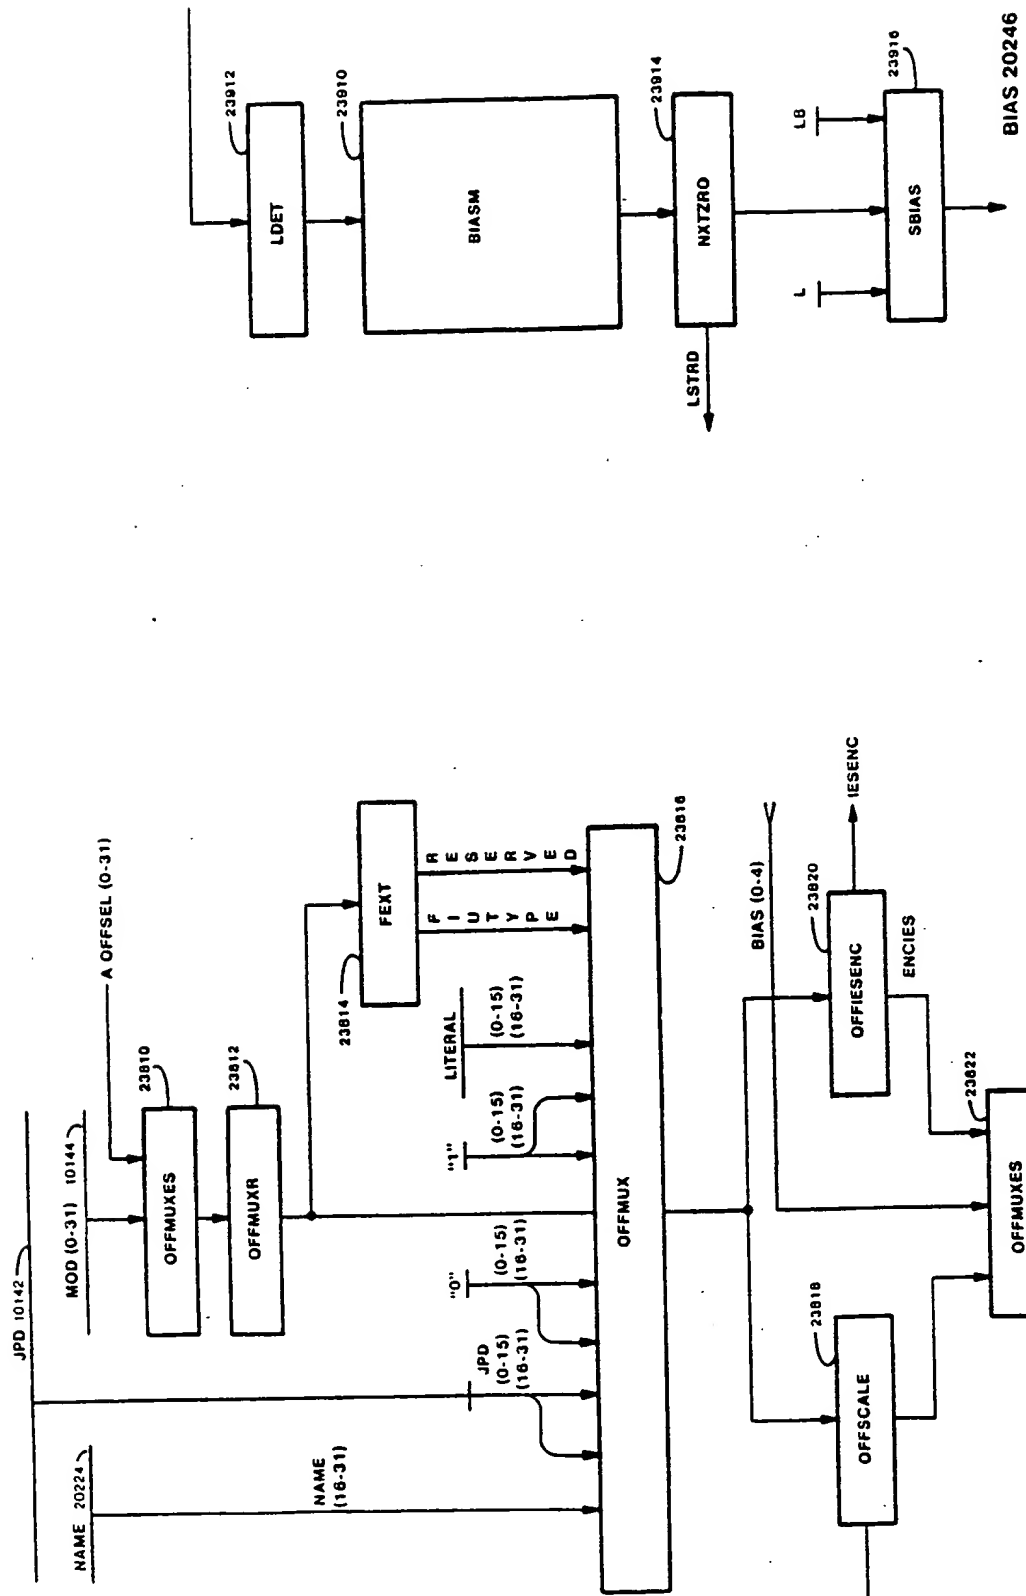 JPD 10142
MOD (0-31) 10144
A OFFSEL (0-31)
NAME 20224
23810
OFFMUXES
23812
OFFMUXR
23814
FEXT
FIUTYPE
RESERVED
NAME
(16-31)
JPD
(0-15)
(16-31)
"0"
(0-15)
(16-31)
"1"
(0-15)
(16-31)
LITERAL
(0-15)
(16-31)
OFFMUX
23816
BIAS (0-4)
23818
OFFSCALE
23820
OFFIESENC
IESENC
ENCIES
23822
OFFMUXES
23912
LDET
23910
BIASM
23914
NXTZRO
LSTRD
L
LB
23916
SBIAS
BIAS 20246